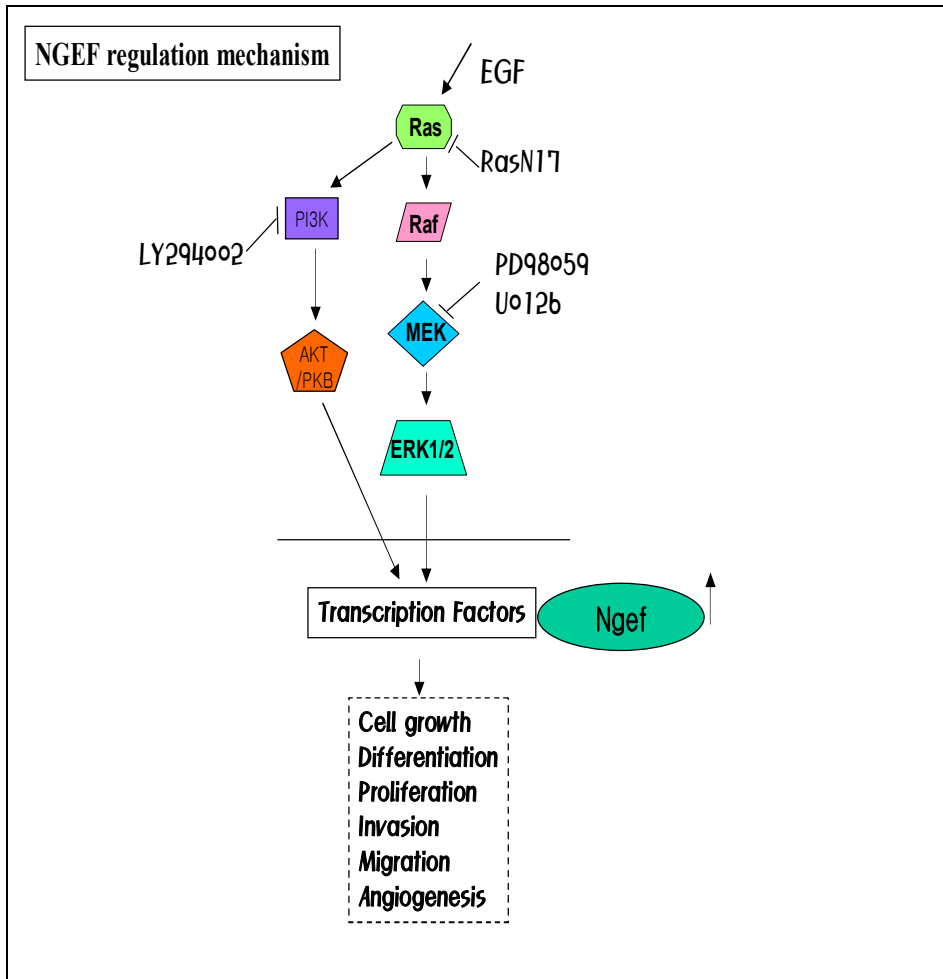 NGEF regulation mechanism
EGF
Ras
RasN17
PI3K
Raf
LY294002
PD98059
U0126
MEK
AKT
/PKB
ERK1/2
Transcription Factors
Ngef
Cell growth
Differentiation
Proliferation
Invasion
Migration
Angiogenesis